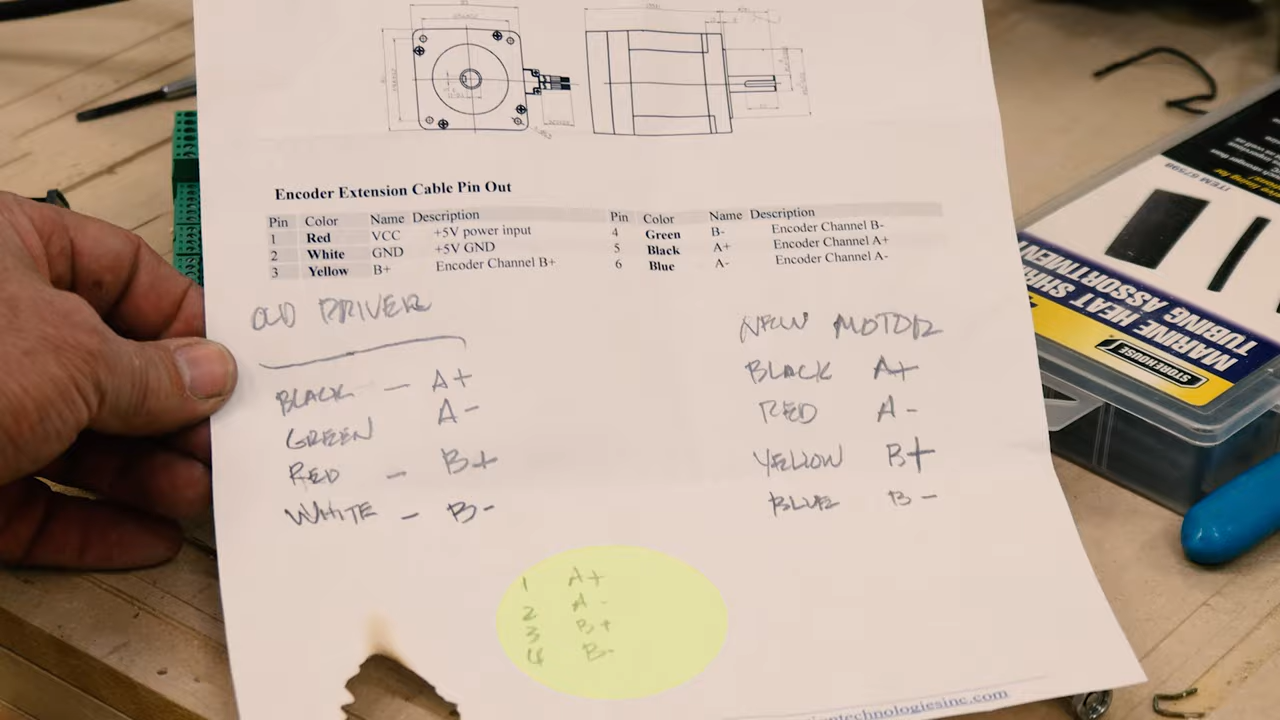 Encoder Extension Cable Pin Out
Pin Color Name Description Pin Color Name Description
1 Red VCC +5V power input 4 Green B- Encoder Channel B-
2 White GND +5V GND 5 Black A+ Encoder Channel A+
3 Yellow B+ Encoder Channel B+ 6 Blue A- Encoder Channel A-
OLD DRIVER
BLACK - A+
GREEN A-
RED - B+
WHITE - B-
NEW MOTOR
BLACK A+
RED A-
YELLOW B+
BLUE B-
1 A+
2 A-
3 B+
4 B-
technologiesinc.com
ITEM 67598
MARINE HEAT SHRINK
TUBING ASSORTMENT
STOREHOUSE